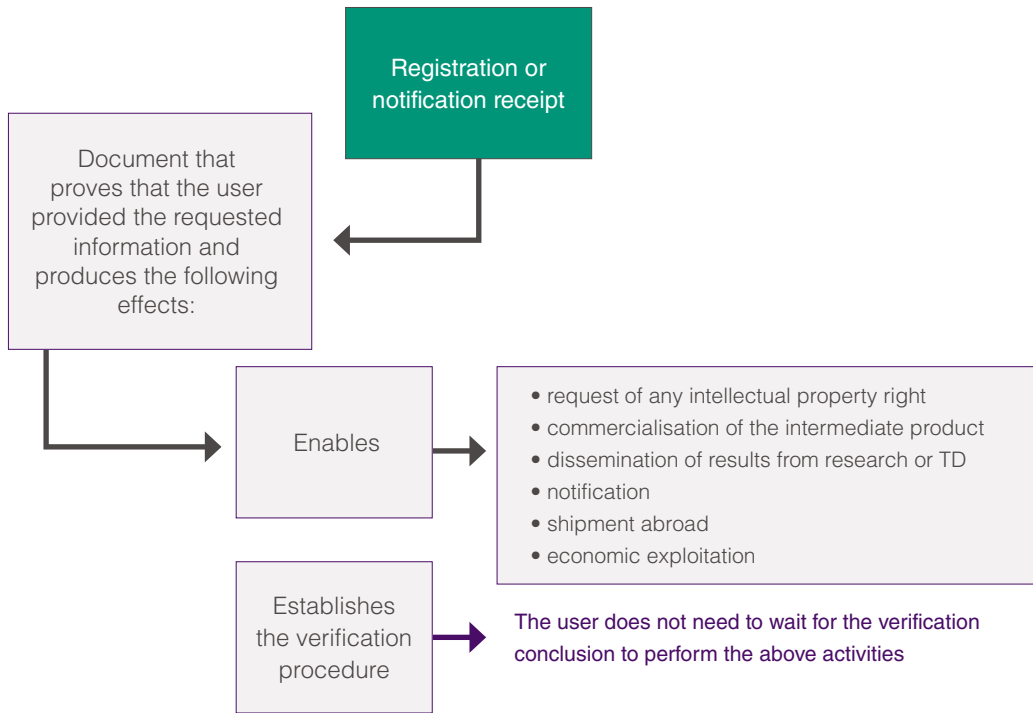 Registration or
notification receipt
Document that
proves that the user
provided the requested
information and
produces the following
effects:
Enables
• request of any intellectual property right
• commercialisation of the intermediate product
• dissemination of results from research or TD
• notification
• shipment abroad
• economic exploitation
Establishes
the verification
procedure
The user does not need to wait for the verification
conclusion to perform the above activities